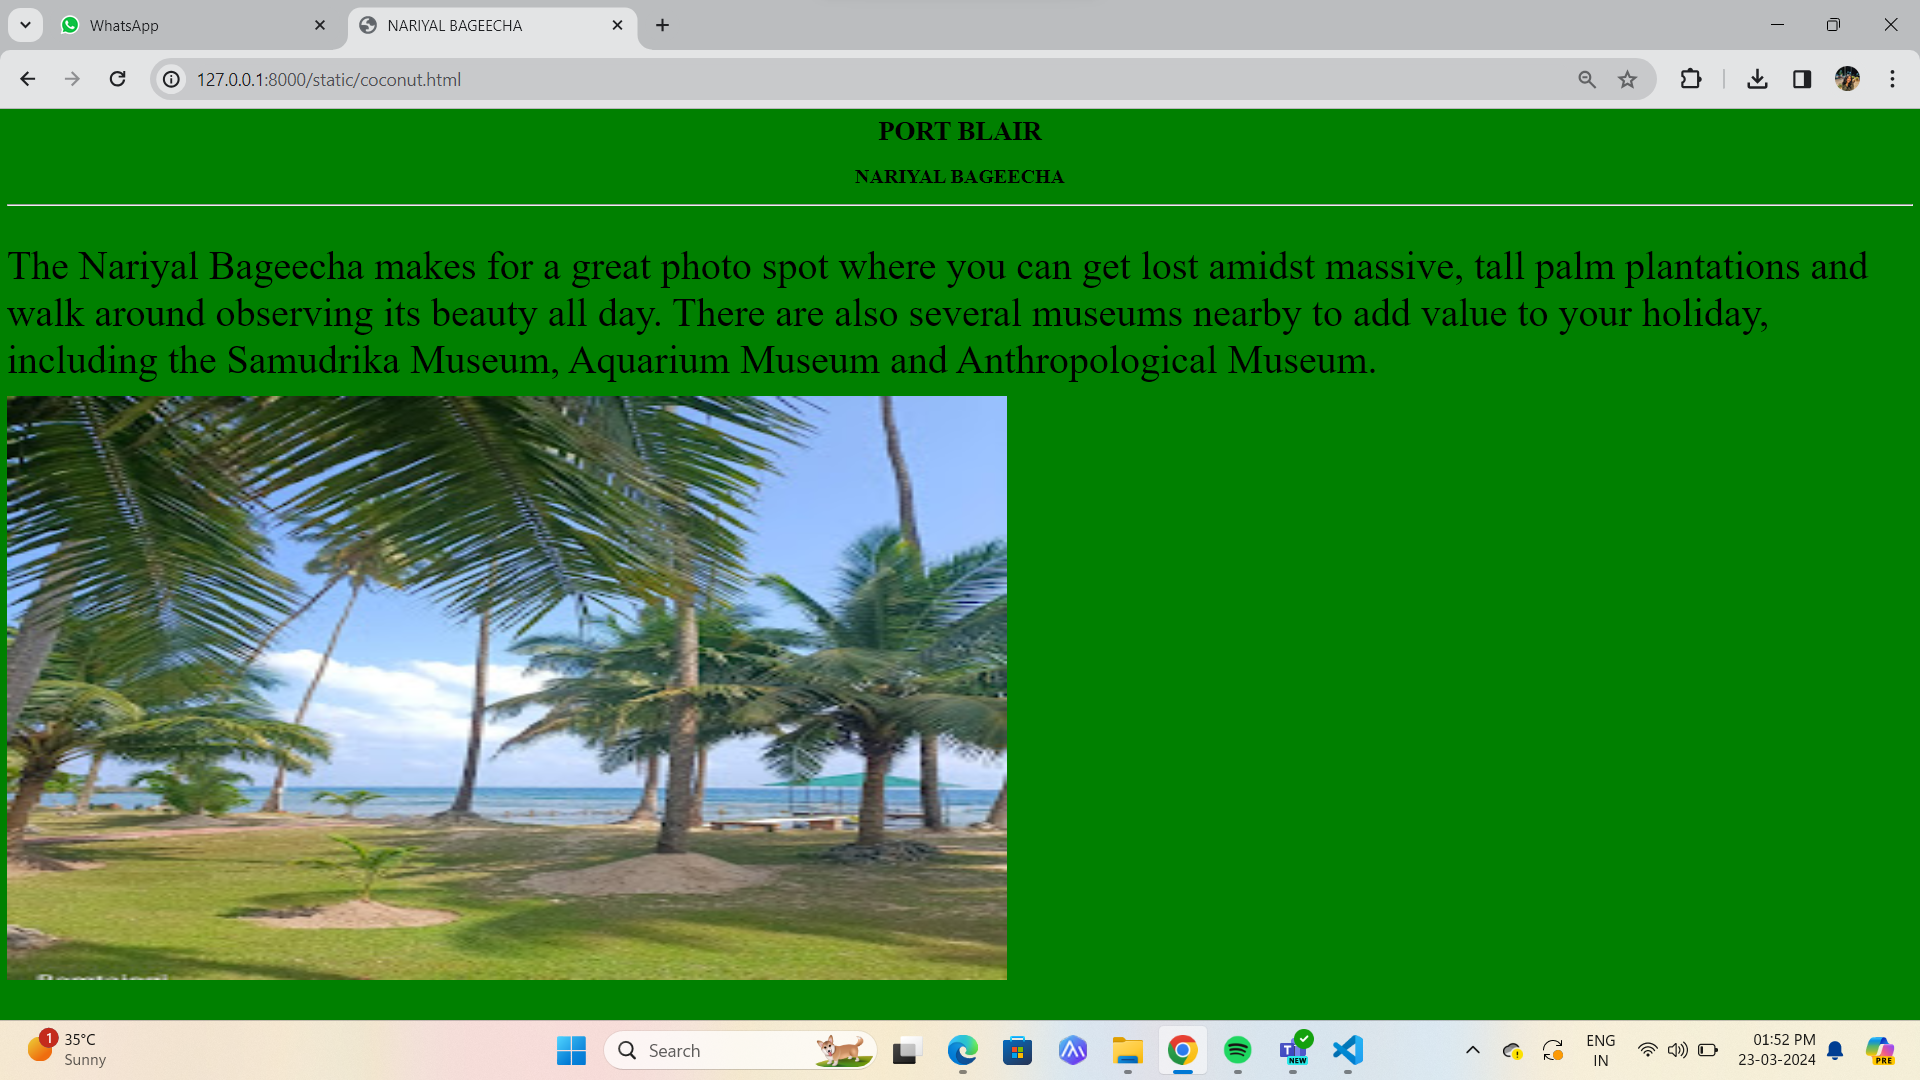 WhatsApp
NARIYAL BAGEECHA
127.0.0.1:8000/static/coconut.html
PORT BLAIR
NARIYAL BAGEECHA
The Nariyal Bageecha makes for a great photo spot where you can get lost amidst massive, tall palm plantations and
walk around observing its beauty all day. There are also several museums nearby to add value to your holiday,
including the Samudrika Museum, Aquarium Museum and Anthropological Museum.
1
35°C
Sunny
Search
NEW
ENG
IN
01:52 PM
23-03-2024
PRE